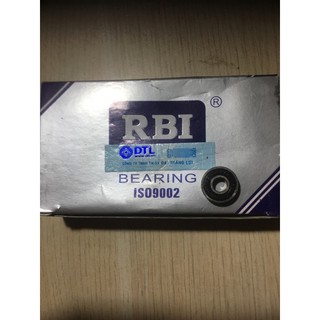 ®
RBI
DTL
BEARING
ISO9002